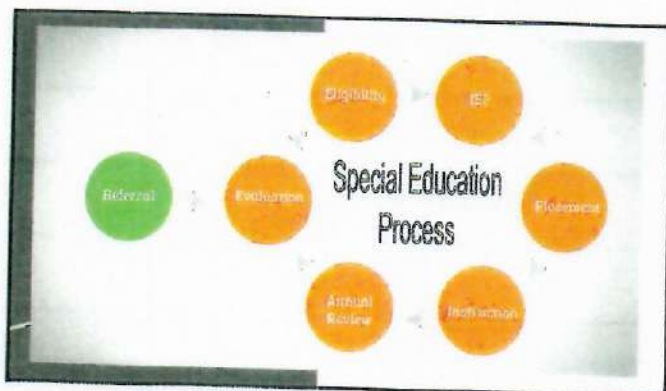 Eligibility
IEP
Referral
Evaluation
Special Education
Process
Placement
Annual
Review
Instruction